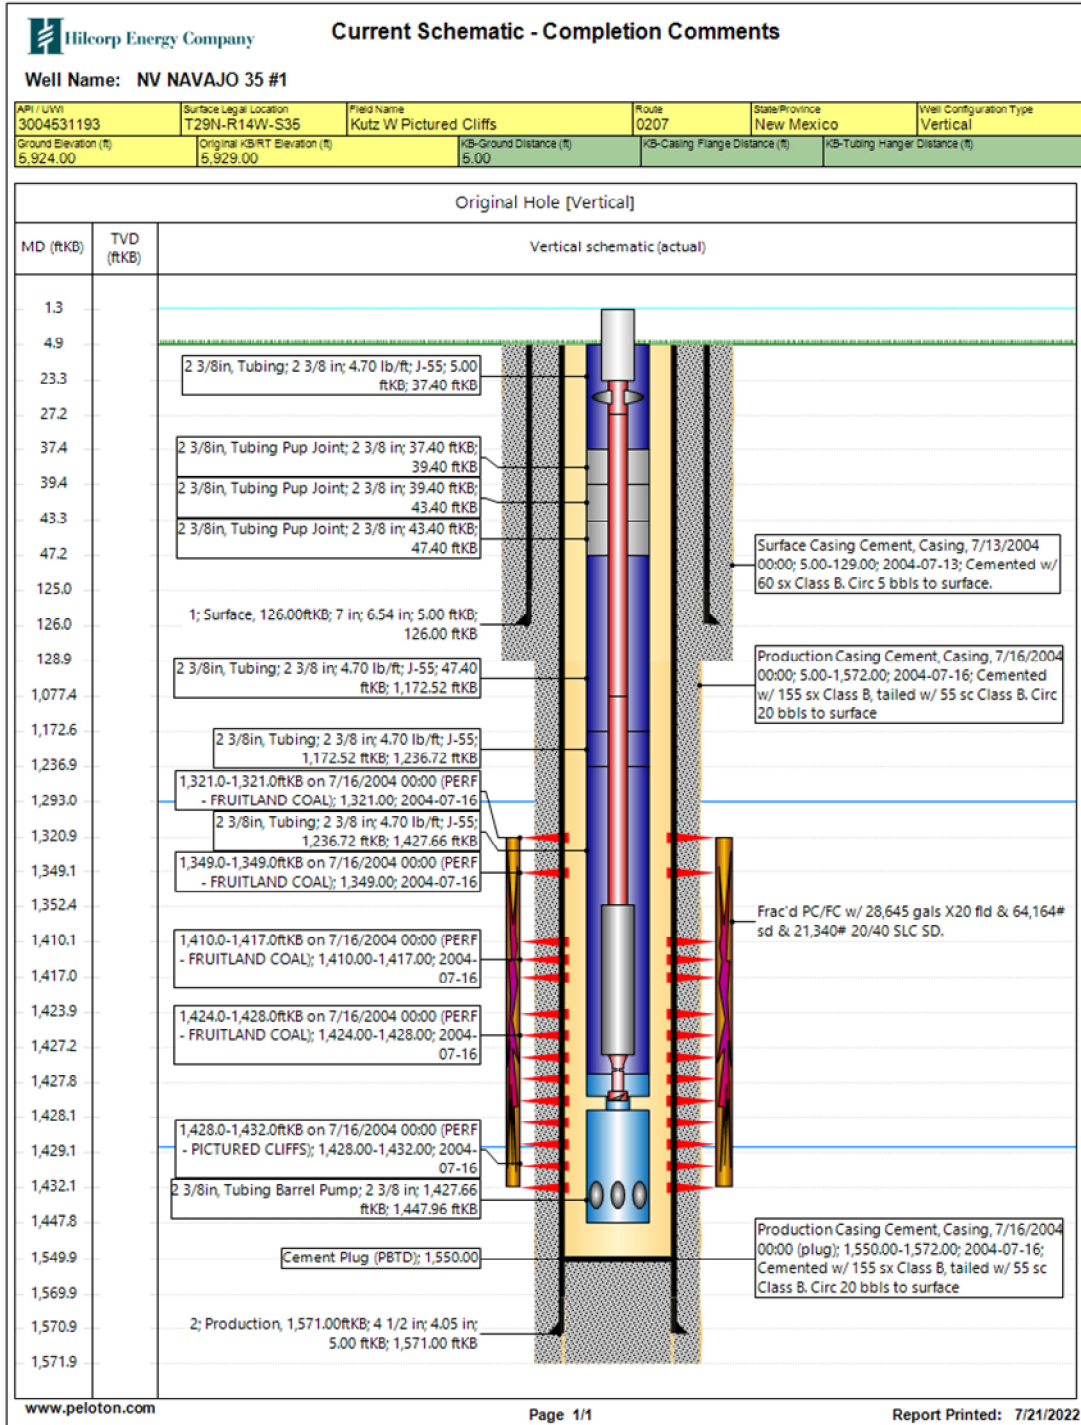 Hilcorp Energy Company
Current Schematic - Completion Comments
Well Name: NV NAVAJO 35 #1
API / UWI
3004531193
Surface Legal Location
T29N-R14W-S35
Field Name
Kutz W Pictured Cliffs
Route
0207
State/Province
New Mexico
Well Configuration Type
Vertical
Ground Elevation (ft)
5,924.00
Original KB/RT Elevation (ft)
5,929.00
KB-Ground Distance (ft)
5.00
KB-Casing Flange Distance (ft)
KB-Tubing Hanger Distance (ft)
Original Hole [Vertical]
MD (ftKB)
TVD
(ftKB)
Vertical schematic (actual)
1.3
4.9
23.3
27.2
37.4
39.4
43.3
47.2
125.0
126.0
128.9
1,077.4
1,172.6
1,236.9
1,293.0
1,320.9
1,349.1
1,352.4
1,410.1
1,417.0
1,423.9
1,427.2
1,427.8
1,428.1
1,429.1
1,432.1
1,447.8
1,549.9
1,569.9
1,570.9
1,571.9
2 3/8in, Tubing; 2 3/8 in; 4.70 lb/ft; J-55; 5.00
ftKB; 37.40 ftKB
2 3/8in, Tubing Pup Joint; 2 3/8 in; 37.40 ftKB;
39.40 ftKB
2 3/8in, Tubing Pup Joint; 2 3/8 in; 39.40 ftKB;
43.40 ftKB
2 3/8in, Tubing Pup Joint; 2 3/8 in; 43.40 ftKB;
47.40 ftKB
1; Surface, 126.00ftKB; 7 in; 6.54 in; 5.00 ftKB;
126.00 ftKB
2 3/8in, Tubing; 2 3/8 in; 4.70 lb/ft; J-55; 47.40
ftKB; 1,172.52 ftKB
2 3/8in, Tubing; 2 3/8 in; 4.70 lb/ft; J-55;
1,172.52 ftKB; 1,236.72 ftKB
1,321.0-1,321.0ftKB on 7/16/2004 00:00 (PERF
- FRUITLAND COAL); 1,321.00; 2004-07-16
2 3/8in, Tubing; 2 3/8 in; 4.70 lb/ft; J-55;
1,236.72 ftKB; 1,427.66 ftKB
1,349.0-1,349.0ftKB on 7/16/2004 00:00 (PERF
- FRUITLAND COAL); 1,349.00; 2004-07-16
1,410.0-1,417.0ftKB on 7/16/2004 00:00 (PERF
- FRUITLAND COAL); 1,410.00-1,417.00; 2004-
07-16
1,424.0-1,428.0ftKB on 7/16/2004 00:00 (PERF
- FRUITLAND COAL); 1,424.00-1,428.00; 2004-
07-16
1,428.0-1,432.0ftKB on 7/16/2004 00:00 (PERF
- PICTURED CLIFFS); 1,428.00-1,432.00; 2004-
07-16
2 3/8in, Tubing Barrel Pump; 2 3/8 in; 1,427.66
ftKB; 1,447.96 ftKB
Cement Plug (PBTD); 1,550.00
2; Production, 1,571.00ftKB; 4 1/2 in; 4.05 in;
5.00 ftKB; 1,571.00 ftKB
Surface Casing Cement, Casing, 7/13/2004
00:00; 5.00-129.00; 2004-07-13; Cemented w/
60 sx Class B. Circ 5 bbls to surface.
Production Casing Cement, Casing, 7/16/2004
00:00; 5.00-1,572.00; 2004-07-16; Cemented
w/ 155 sx Class B, tailed w/ 55 sc Class B. Circ
20 bbls to surface
Frac'd PC/FC w/ 28,645 gals X20 fld & 64,164#
sd & 21,340# 20/40 SLC SD.
Production Casing Cement, Casing, 7/16/2004
00:00 (plug); 1,550.00-1,572.00; 2004-07-16;
Cemented w/ 155 sx Class B, tailed w/ 55 sc
Class B. Circ 20 bbls to surface
www.peloton.com
Page 1/1
Report Printed: 7/21/2022